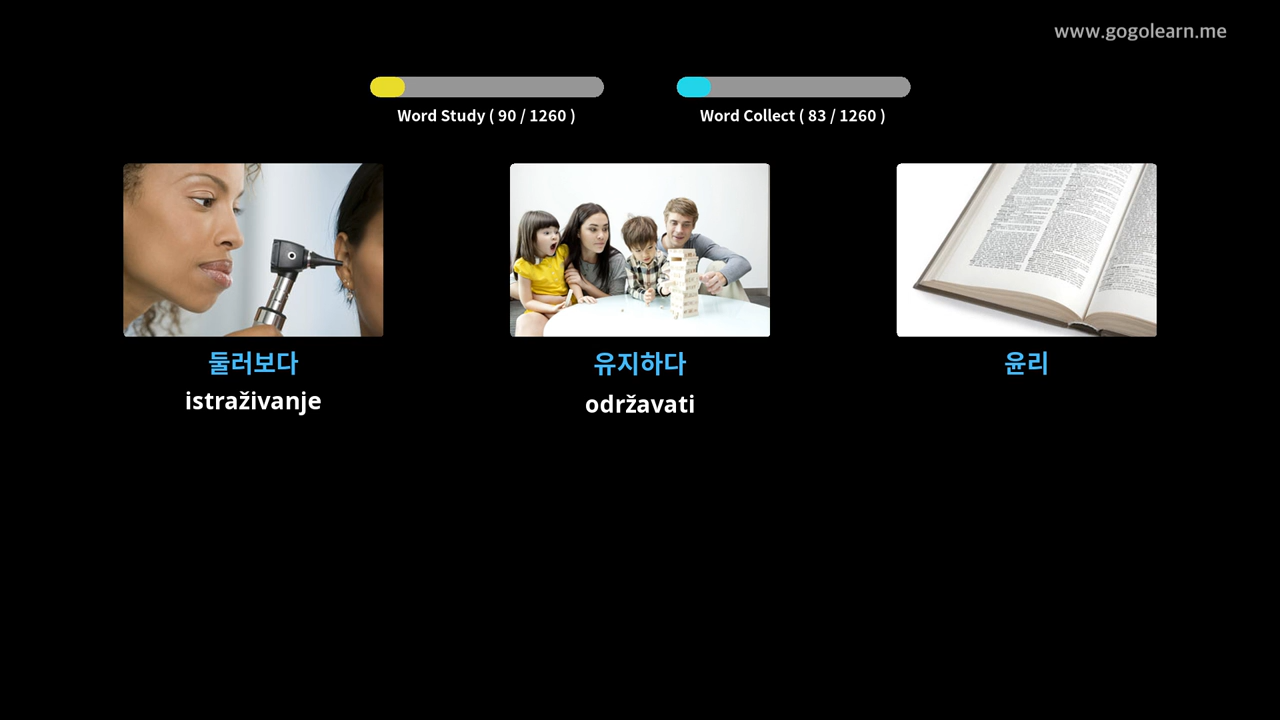 www.gogolearn.me
Word Study ( 90 / 1260 )
Word Collect ( 83 / 1260 )
둘러보다
istraživanje
유지하다
održavati
윤리